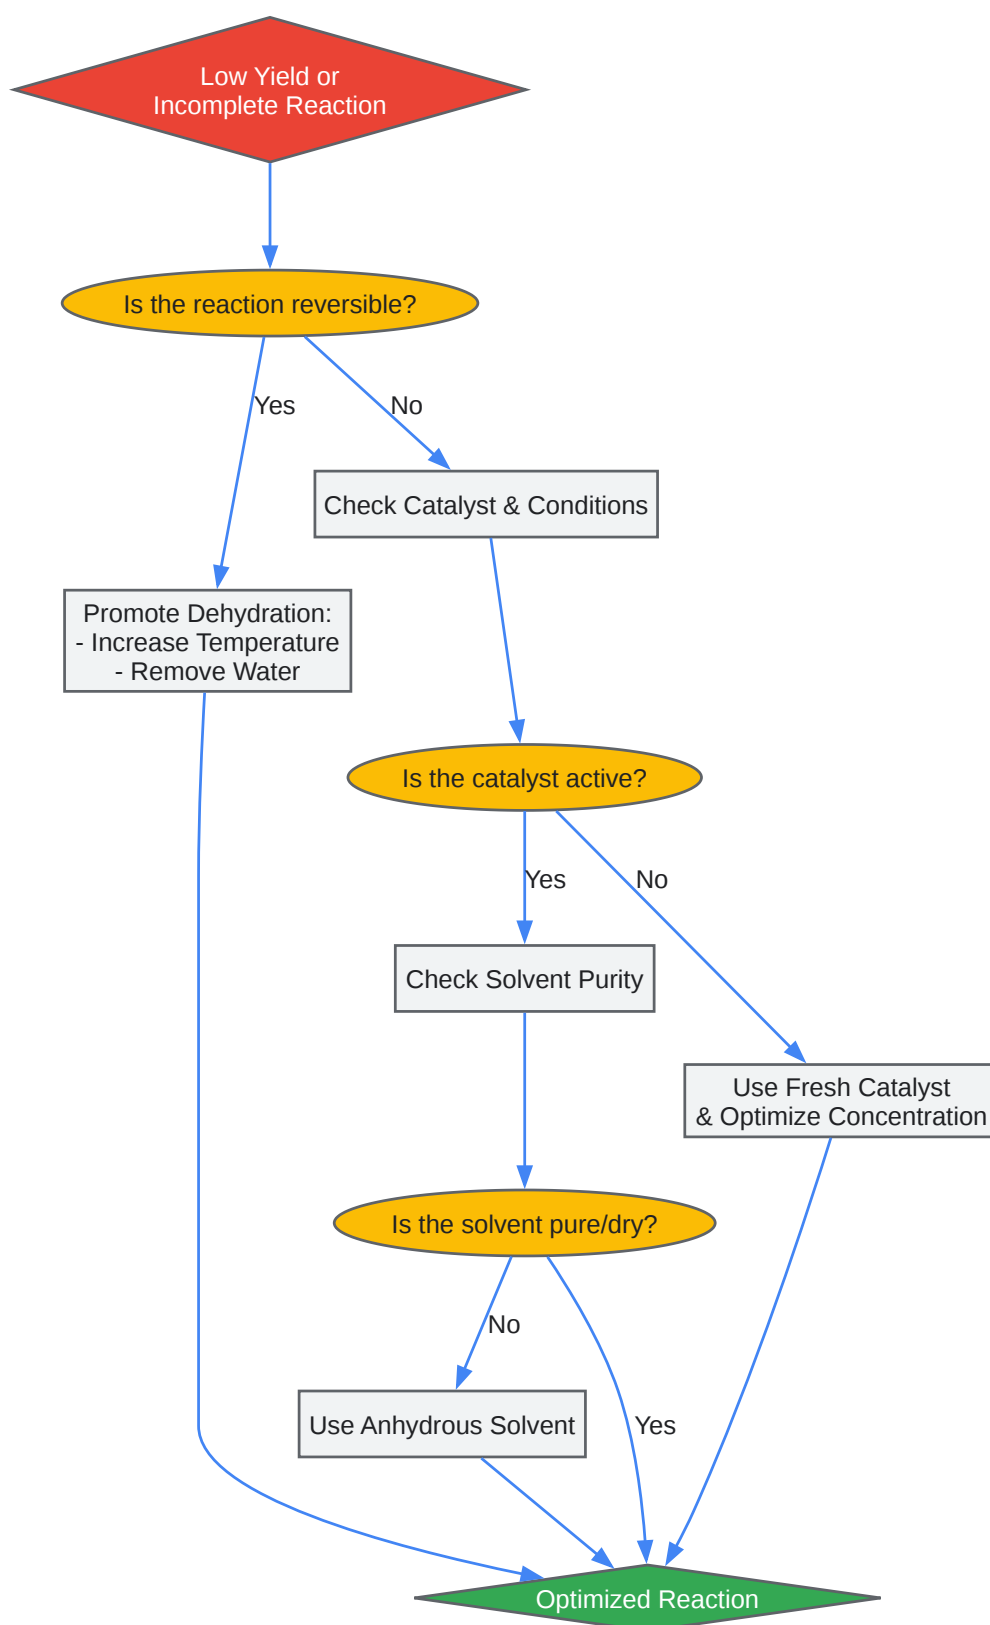 Low Yield or
Incomplete Reaction
Is the reaction reversible?
Yes
No
Check Catalyst & Conditions
Promote Dehydration:
- Increase Temperature
- Remove Water
Is the catalyst active?
Yes
No
Check Solvent Purity
Use Fresh Catalyst
& Optimize Concentration
Is the solvent pure/dry?
No
Use Anhydrous Solvent
Yes
Optimized Reaction